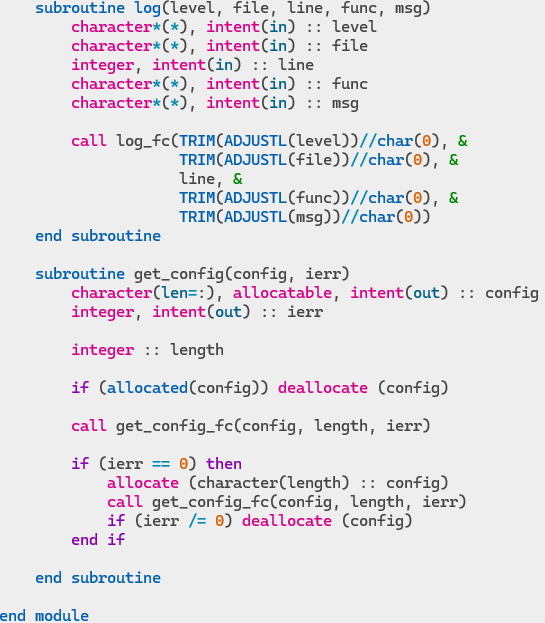 subroutine log(level, file, line, func, msg)
character*(*), intent(in) :: level
character*(*), intent(in) :: file
integer, intent(in) :: line
character*(*), intent(in) :: func
character*(*), intent(in) :: msg
call log_fc(TRIM(ADJUSTL(level))//char(0), &
TRIM(ADJUSTL(file))//char(0), &
line, &
TRIM(ADJUSTL(func))//char(0), &
TRIM(ADJUSTL(msg))//char(0))
end subroutine
subroutine get_config(config, ierr)
character(len=:), allocatable, intent(out) :: config
integer, intent(out) :: ierr
integer :: length
if (allocated(config)) deallocate (config)
call get_config_fc(config, length, ierr)
if (ierr == 0) then
allocate (character(length) :: config)
call get_config_fc(config, length, ierr)
if (ierr /= 0) deallocate (config)
end if
end subroutine
end module